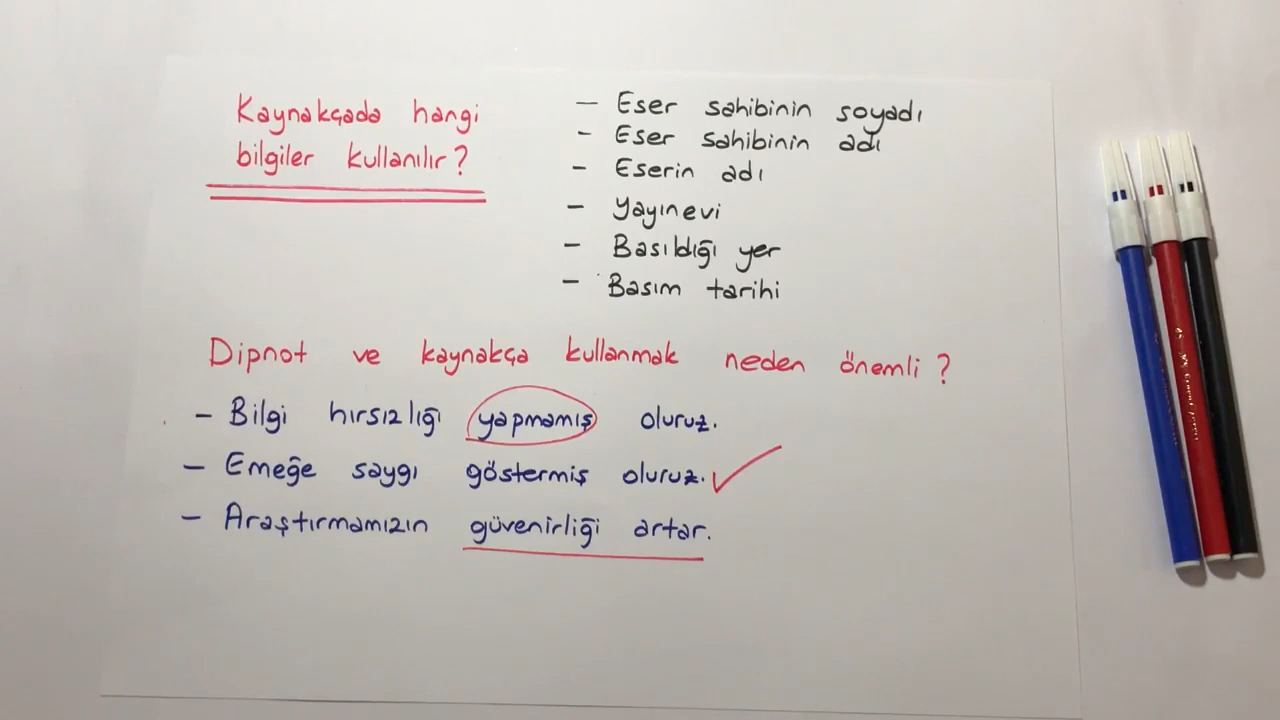 Kaynakçada hangi
bilgiler kullanılır?
- Eser sahibinin soyadı
- Eser sahibinin adı
- Eserin adı
- Yayınevi
- Basıldığı yer
- Basım tarihi
Dipnot ve kaynakça kullanmak neden önemli?
- Bilgi hırsızlığı yapmamış oluruz.
- Emeğe saygı göstermiş oluruz.
- Araştırmamızın güvenirliği artar.